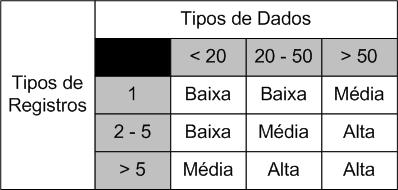 Tipos de Dados
Tipos de
Registros
< 20 20 - 50 > 50
1 Baixa Baixa Média
2 - 5 Baixa Média Alta
> 5 Média Alta Alta